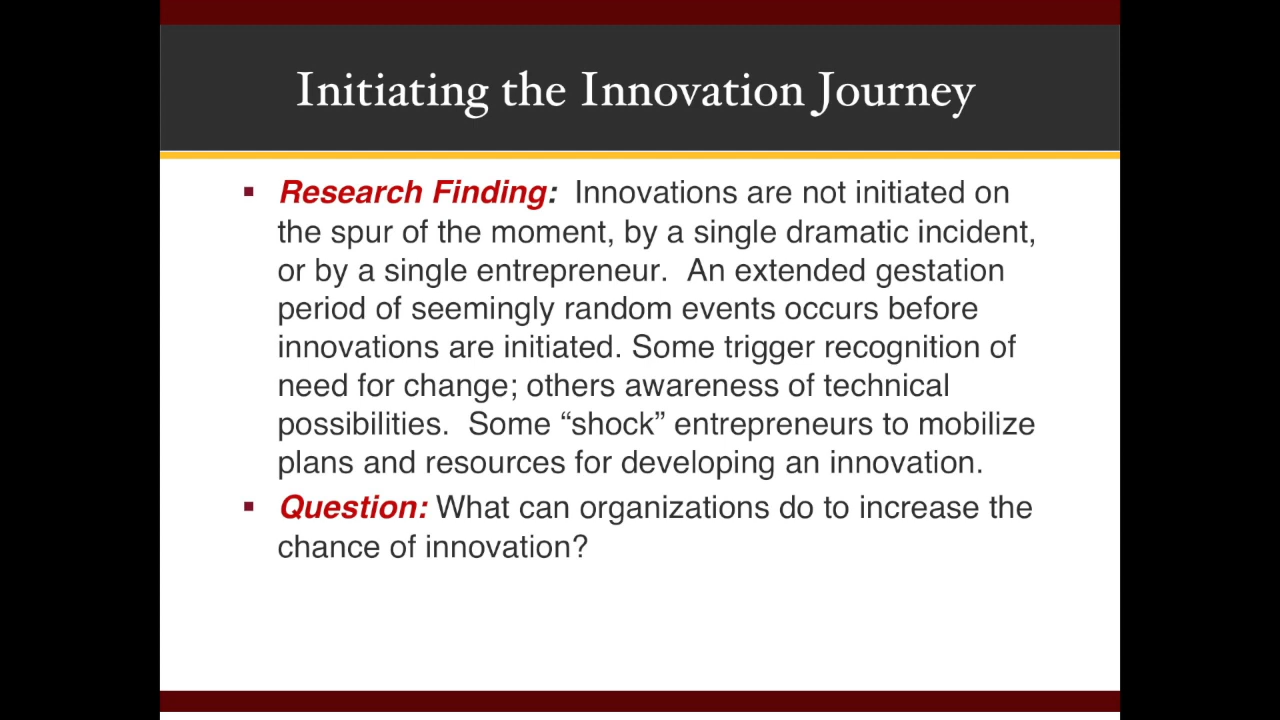 Initiating the Innovation Journey
▪ Research Finding:  Innovations are not initiated on
the spur of the moment, by a single dramatic incident,
or by a single entrepreneur.  An extended gestation
period of seemingly random events occurs before
innovations are initiated. Some trigger recognition of
need for change; others awareness of technical
possibilities.  Some “shock” entrepreneurs to mobilize
plans and resources for developing an innovation.
▪ Question: What can organizations do to increase the
chance of innovation?